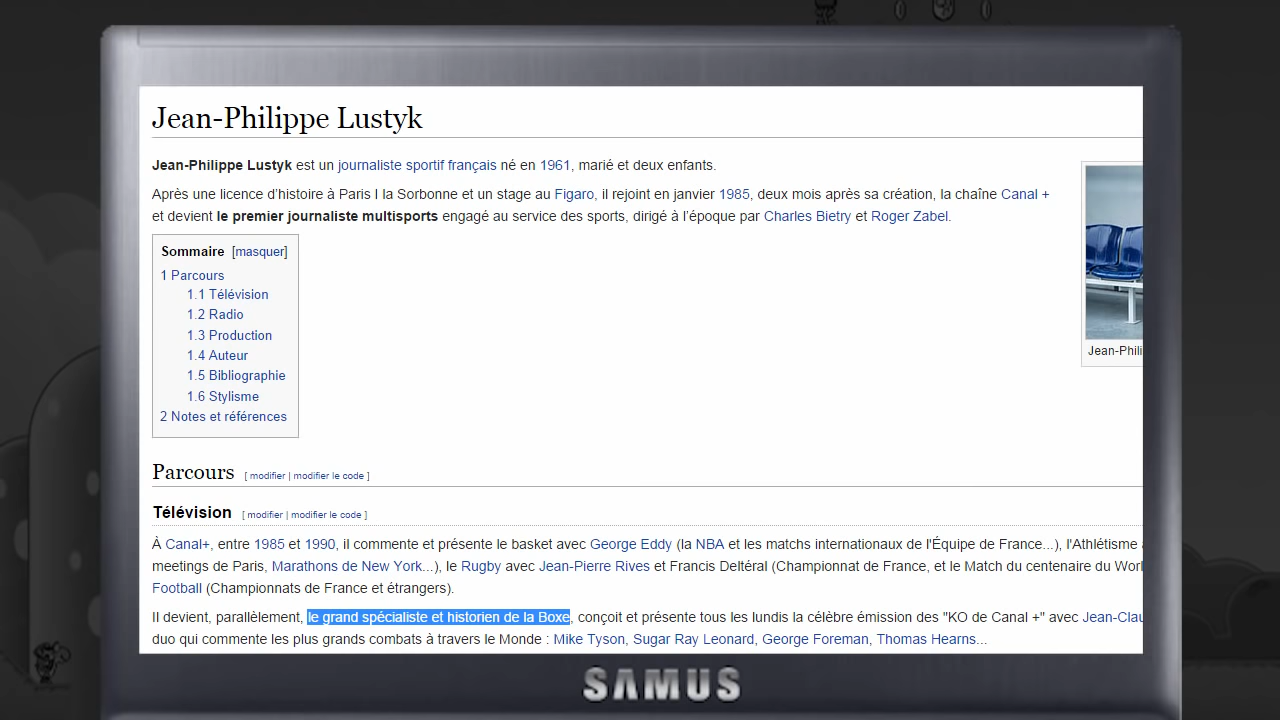 Jean-Philippe Lustyk
Jean-Philippe Lustyk est un journaliste sportif français né en 1961, marié et deux enfants.
Après une licence d'histoire à Paris I la Sorbonne et un stage au Figaro, il rejoint en janvier 1985, deux mois après sa création, la chaîne Canal +
et devient le premier journaliste multisports engagé au service des sports, dirigé à l'époque par Charles Bietry et Roger Zabel.
Sommaire [masquer]
1 Parcours
1.1 Télévision
1.2 Radio
1.3 Production
1.4 Auteur
1.5 Bibliographie
1.6 Stylisme
2 Notes et références
Jean-Phili
Parcours [ modifier | modifier le code ]
Télévision [ modifier | modifier le code ]
À Canal+, entre 1985 et 1990, il commente et présente le basket avec George Eddy (la NBA et les matchs internationaux de l'Équipe de France...), l'Athlétisme
meetings de Paris, Marathons de New York...), le Rugby avec Jean-Pierre Rives et Francis Deltéral (Championnat de France, et le Match du centenaire du Worl
Football (Championnats de France et étrangers).
Il devient, parallèlement, le grand spécialiste et historien de la Boxe, conçoit et présente tous les lundis la célèbre émission des "KO de Canal +" avec Jean-Clau
duo qui commente les plus grands combats à travers le Monde : Mike Tyson, Sugar Ray Leonard, George Foreman, Thomas Hearns...
SAMUS